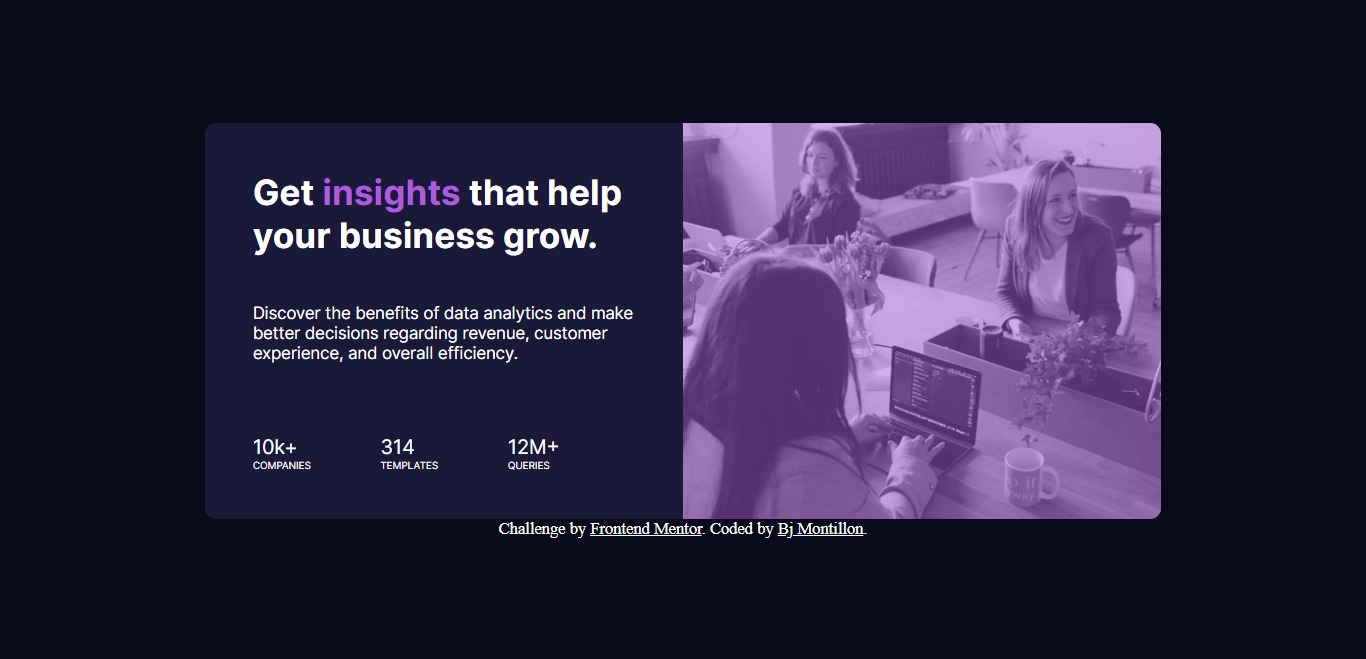 Get insights that help
your business grow.
Discover the benefits of data analytics and make
better decisions regarding revenue, customer
experience, and overall efficiency.
10k+ 314 12M+
COMPANIES TEMPLATES QUERIES
Challenge by Frontend Mentor. Coded by Bj Montillon.